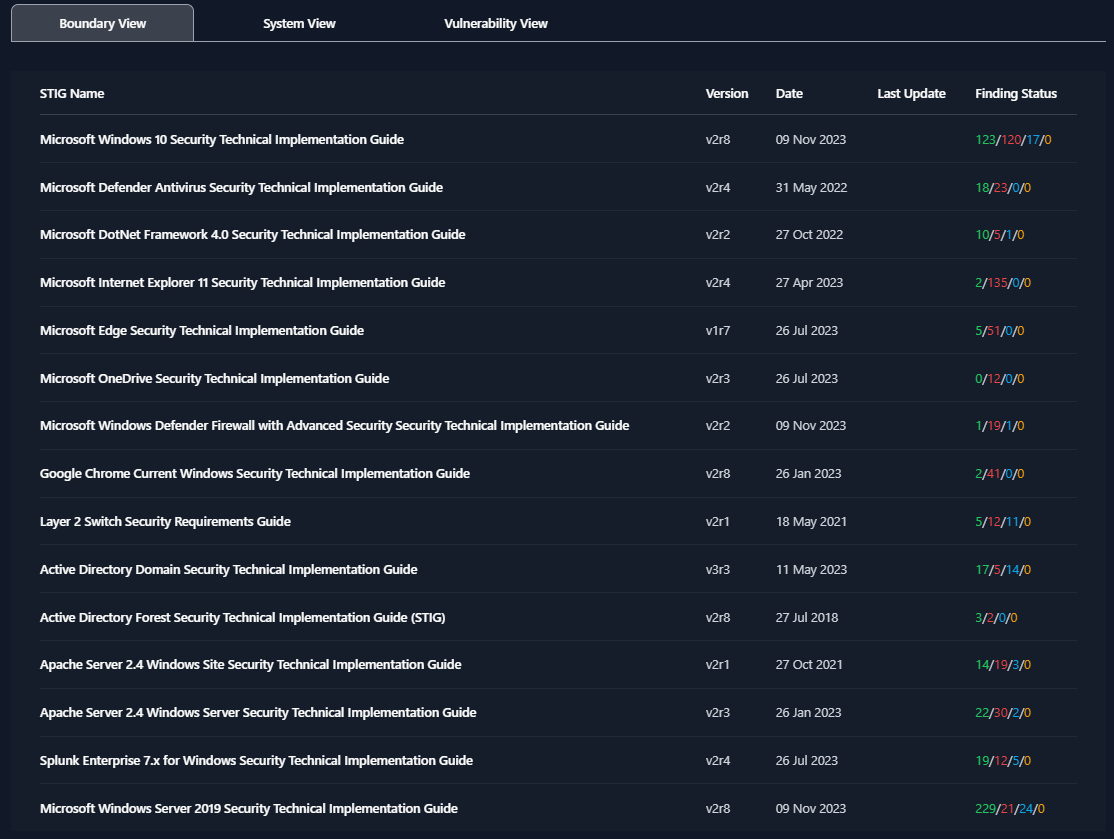 Boundary View System View Vulnerability View
STIG Name Version Date Last Update Finding Status
Microsoft Windows 10 Security Technical Implementation Guide v2r8 09 Nov 2023 123/120/17/0
Microsoft Defender Antivirus Security Technical Implementation Guide v2r4 31 May 2022 18/23/0/0
Microsoft DotNet Framework 4.0 Security Technical Implementation Guide v2r2 27 Oct 2022 10/5/1/0
Microsoft Internet Explorer 11 Security Technical Implementation Guide v2r4 27 Apr 2023 2/135/0/0
Microsoft Edge Security Technical Implementation Guide v1r7 26 Jul 2023 5/51/0/0
Microsoft OneDrive Security Technical Implementation Guide v2r3 26 Jul 2023 0/12/0/0
Microsoft Windows Defender Firewall with Advanced Security Security Technical Implementation Guide v2r2 09 Nov 2023 1/19/1/0
Google Chrome Current Windows Security Technical Implementation Guide v2r8 26 Jan 2023 2/41/0/0
Layer 2 Switch Security Requirements Guide v2r1 18 May 2021 5/12/11/0
Active Directory Domain Security Technical Implementation Guide v3r3 11 May 2023 17/5/14/0
Active Directory Forest Security Technical Implementation Guide (STIG) v2r8 27 Jul 2018 3/2/0/0
Apache Server 2.4 Windows Site Security Technical Implementation Guide v2r1 27 Oct 2021 14/19/3/0
Apache Server 2.4 Windows Server Security Technical Implementation Guide v2r3 26 Jan 2023 22/30/2/0
Splunk Enterprise 7.x for Windows Security Technical Implementation Guide v2r4 26 Jul 2023 19/12/5/0
Microsoft Windows Server 2019 Security Technical Implementation Guide v2r8 09 Nov 2023 229/21/24/0